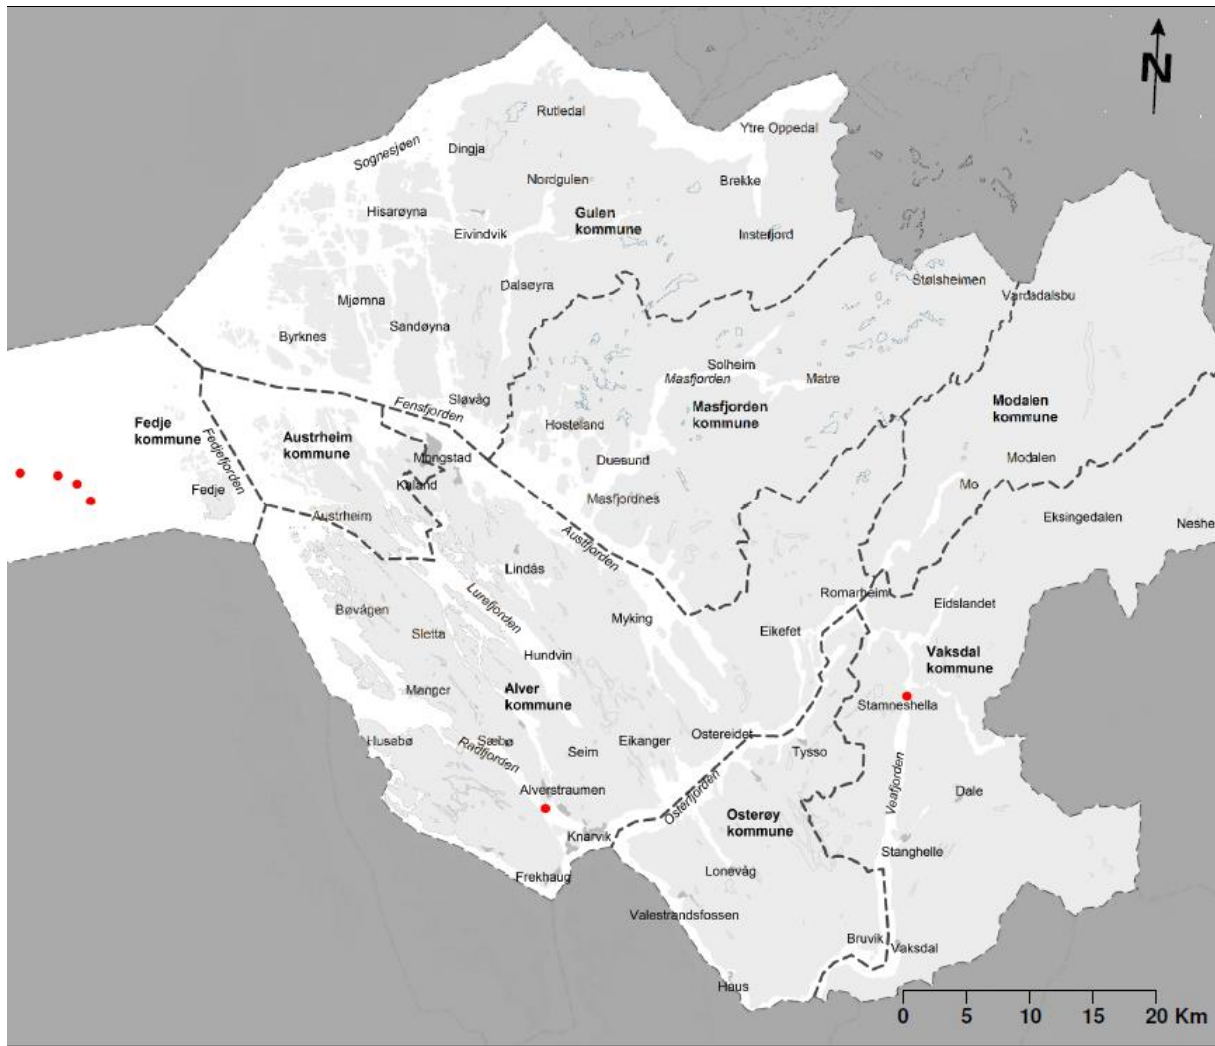 N
Rutledal
Ytre Oppedal
Sognesjøen
Dingja
Nordgulen
Brekke
Hisarøyna
Gulen
kommune
Eivindvik
Instefjord
Stølsheimen
Dalsøyra
Vardadalsbu
Mjømna
Sandøyna
Byrknes
Solheim
Masfjorden
Matre
Sløvåg
Fensfjorden
Masfjorden
kommune
Modalen
kommune
Fedje
kommune
Fedjefjorden
Austrheim
kommune
Hosteland
Mongstad
Duesund
Modalen
Kaland
Mo
Fedje
Masfjordnes
Austrheim
Eksingedalen
Neshe
Austfjorden
Lindås
Lurefjorden
Romarheim
Eidslandet
Bøvågen
Myking
Sletta
Eikefet
Hundvin
Vaksdal
kommune
Manger
Alver
kommune
Stamneshella
Husebø
Sæbø
Radfjorden
Seim
Eikanger
Ostereidet
Tysso
Veafjorden
Alverstraumen
Osterfjorden
Dale
Osterøy
kommune
Knarvik
Stanghelle
Frekhaug
Lonevåg
Valestrandsfossen
Bruvik
Vaksdal
Haus
0 5 10 15 20 Km